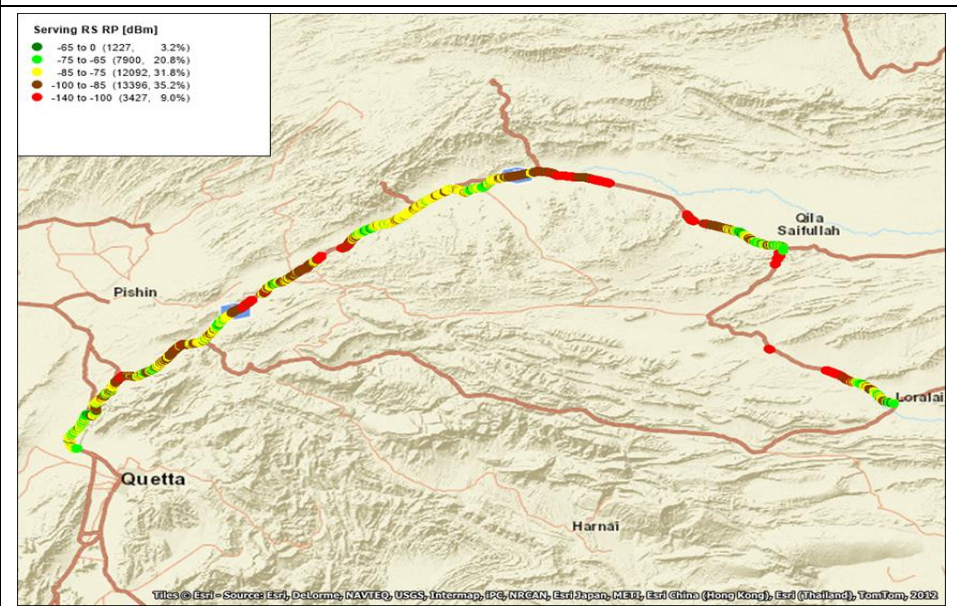 Serving RS RP [dBm]
-65 to 0 (1227, 3.2%)
-75 to -65 (7900, 20.8%)
-85 to -75 (12092, 31.8%)
-100 to -85 (13396, 35.2%)
-140 to -100 (3427, 9.0%)
Qila
Saifullah
Pishin
Loralai
Quetta
Harnai
Tiles © Esri - Source: Esri, DeLorme, NAVTEQ, USGS, Intermap, iPC, NRCAN, Esri Japan, METI, Esri China (Hong Kong), Esri (Thailand), TomTom, 2012